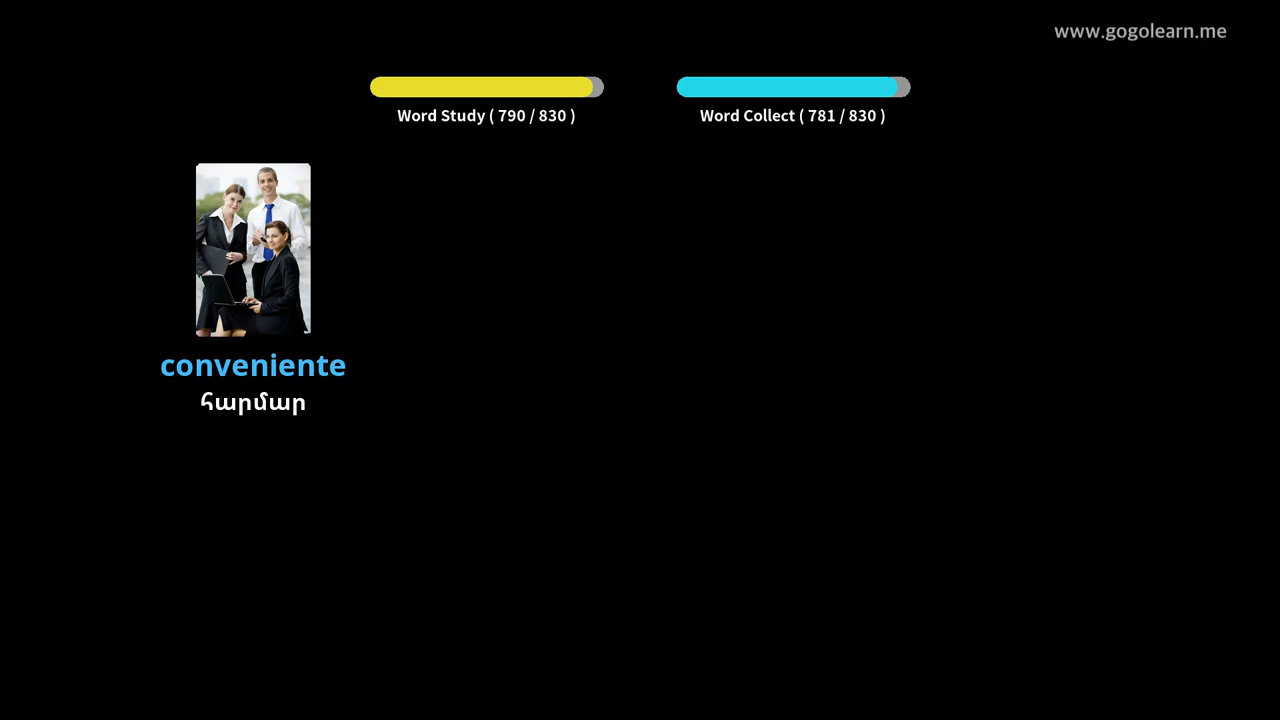 www.gogolearn.me
Word Study ( 790 / 830 )
Word Collect ( 781 / 830 )
conveniente
հարմար